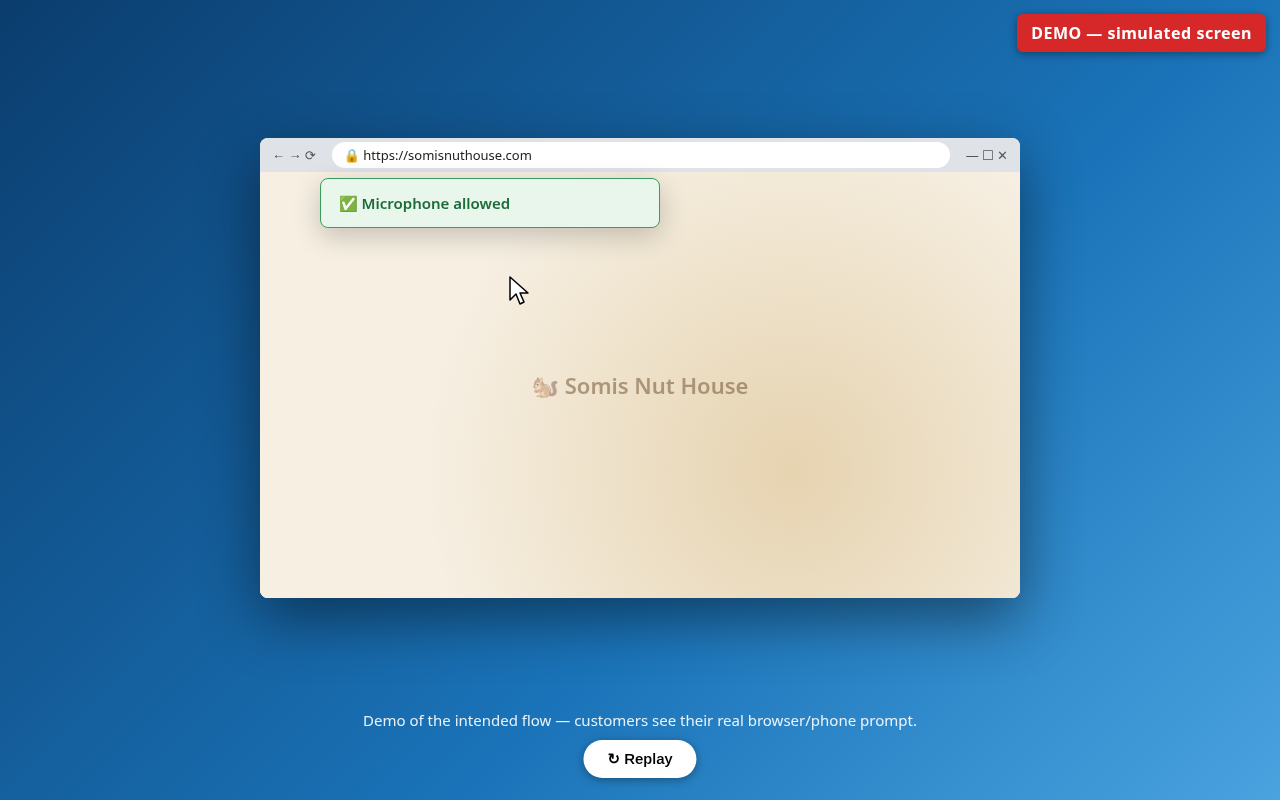 DEMO — simulated screen
← → ⟳ 🔒 https://somisnuthouse.com — ☐ ✕
✅ Microphone allowed
🐿️ Somis Nut House
Demo of the intended flow — customers see their real browser/phone prompt.
↻ Replay